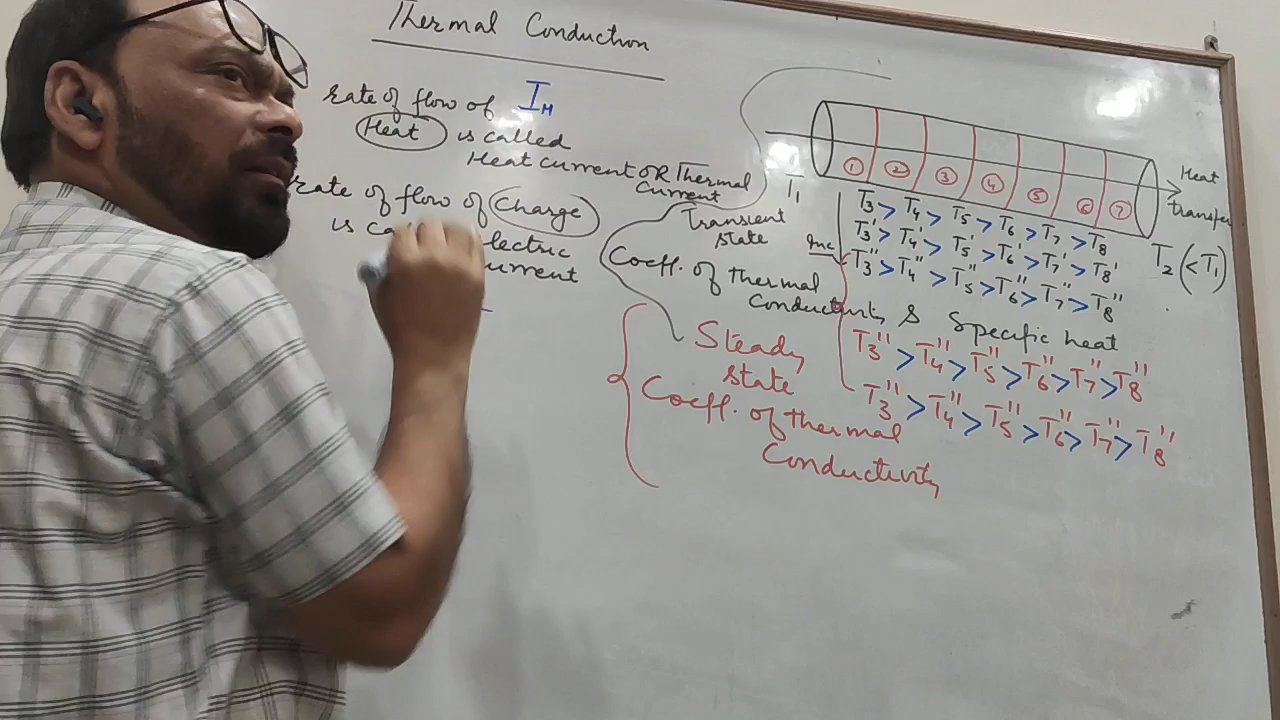 Thermal Conduction
rate of flow of I_H
Heat is called
Heat current OR Thermal
Current
rate of flow of Charge
is electric
current
Transient
state
Coeff. of thermal
Conductivity & Specific heat
Steady
state
Coeff. of thermal
Conductivity
① ② ③ ④ ⑤ ⑥ ⑦
Heat
transfer
T₁
T₂ (<T₁)
Inc
T₃ > T₄ > T₅ > T₆ > T₇ > T₈
T₃' > T₄' > T₅' > T₆' > T₇' > T₈'
T₃'' > T₄'' > T₅'' > T₆'' > T₇'' > T₈''
T₃'' > T₄'' > T₅'' > T₆'' > T₇'' > T₈''
T₃'' > T₄'' > T₅'' > T₆'' > T₇'' > T₈''